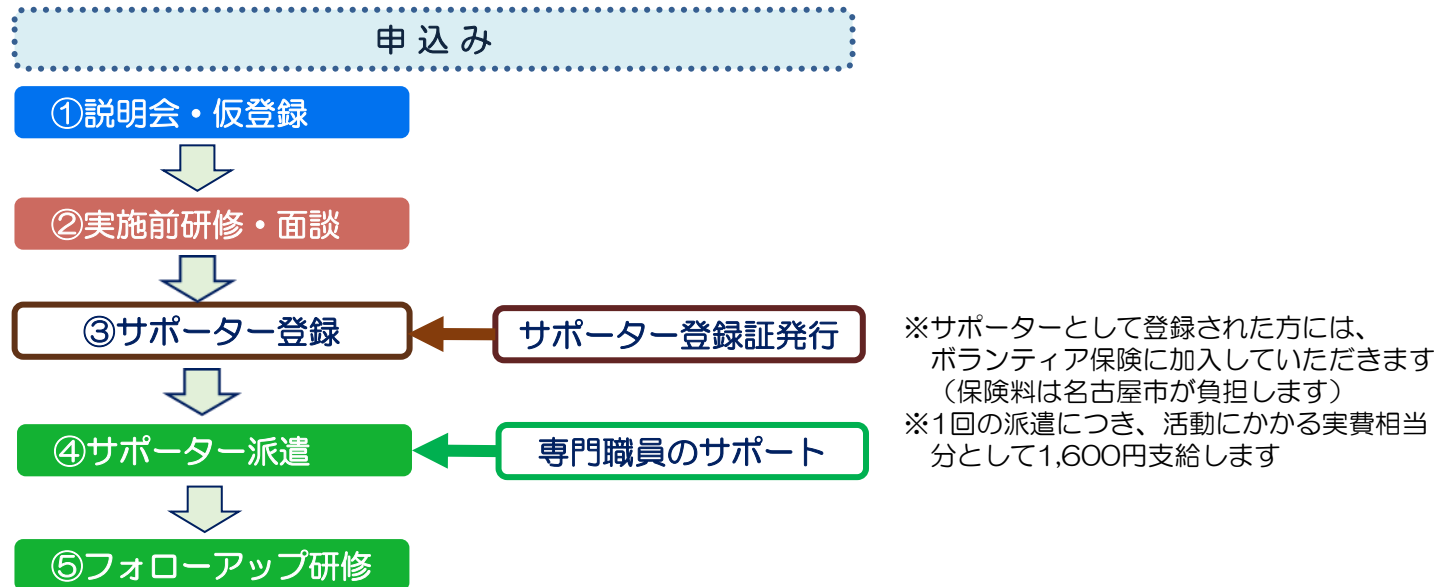 申込み
①説明会・仮登録
②実施前研修・面談
③サポーター登録
サポーター登録証発行
④サポーター派遣
専門職員のサポート
⑤フォローアップ研修
※サポーターとして登録された方には、
ボランティア保険に加入していただきます
（保険料は名古屋市が負担します）
※1回の派遣につき、活動にかかる実費相当
分として1,600円支給します